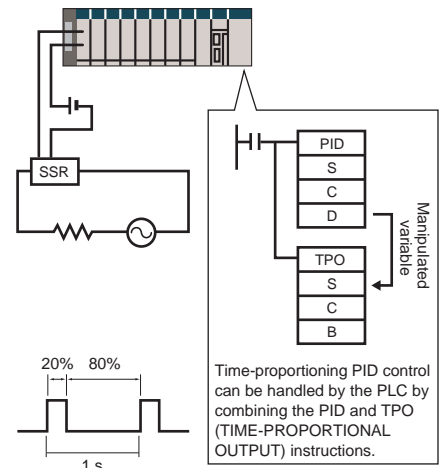 SSR
PID
S
C
D
Manipulated
variable
TPO
S
C
B
20% 80%
1 s
Time-proportioning PID control
can be handled by the PLC by
combining the PID and TPO
(TIME-PROPORTIONAL
OUTPUT) instructions.